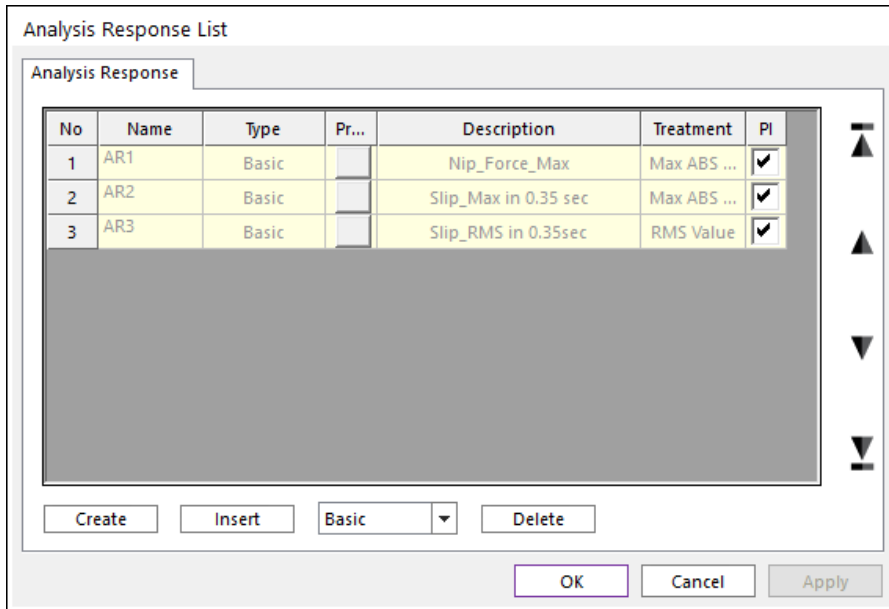 Analysis Response List
Analysis Response
No Name Type Pr... Description Treatment PI
1 AR1 Basic Nip_Force_Max Max ABS ...
2 AR2 Basic Slip_Max in 0.35 sec Max ABS ...
3 AR3 Basic Slip_RMS in 0.35sec RMS Value
Create Insert Basic Delete
OK Cancel Apply